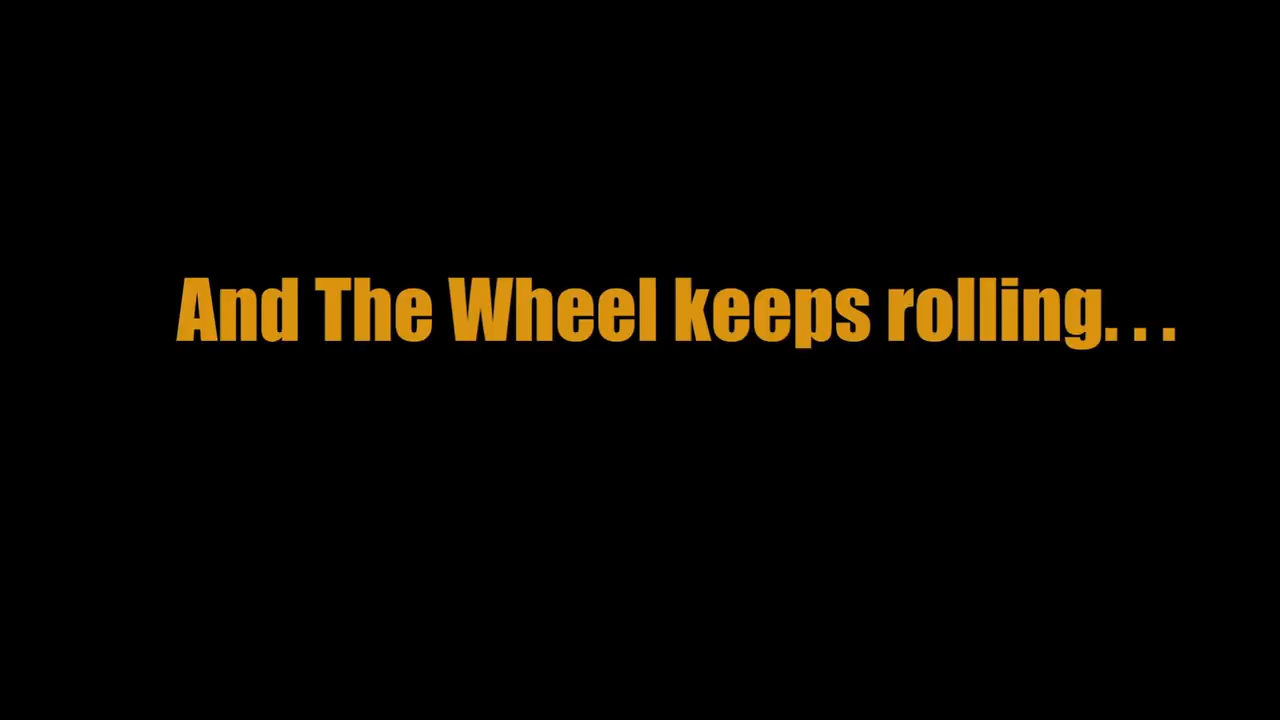 And The Wheel keeps rolling. . .